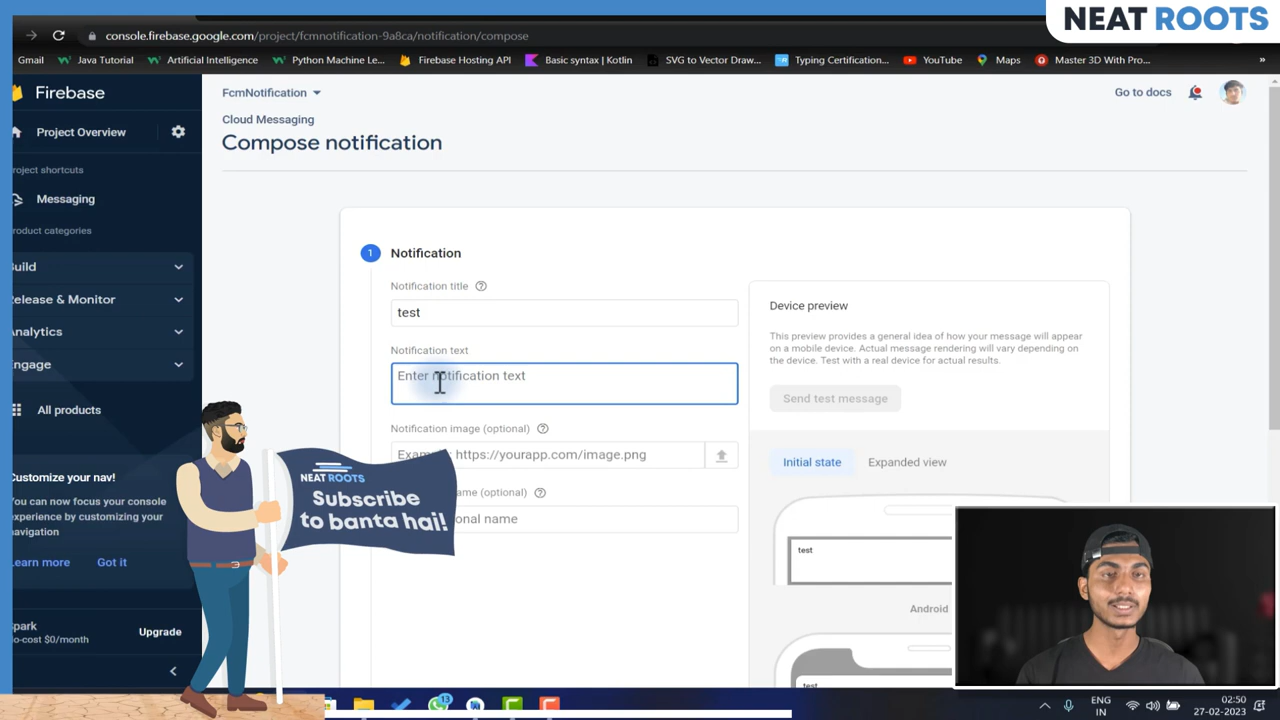 NEAT ROOTS
console.firebase.google.com/project/fcmnotification-9a8ca/notification/compose
Gmail
Java Tutorial
Artificial Intelligence
Python Machine Le...
Firebase Hosting API
Basic syntax | Kotlin
SVG to Vector Draw...
Typing Certification...
YouTube
Maps
Master 3D With Pro...
»
Firebase
FcmNotification
Go to docs
Cloud Messaging
Compose notification
Project Overview
roject shortcuts
Messaging
roduct categories
uild
elease & Monitor
nalytics
ngage
All products
ustomize your nav!
ou can now focus your console
xperience by customizing your
avigation
earn more
Got it
park
o-cost $0/month
Upgrade
1 Notification
Notification title
test
Notification text
Enter notification text
Notification image (optional)
Exam https://yourapp.com/image.png
ame (optional)
onal name
Device preview
This preview provides a general idea of how your message will appear
on a mobile device. Actual message rendering will vary depending on
the device. Test with a real device for actual results.
Send test message
Initial state
Expanded view
test
Android
test
NEAT ROOTS
Subscribe
to banta hai!
13
ENG
IN
02:50
27-02-2023